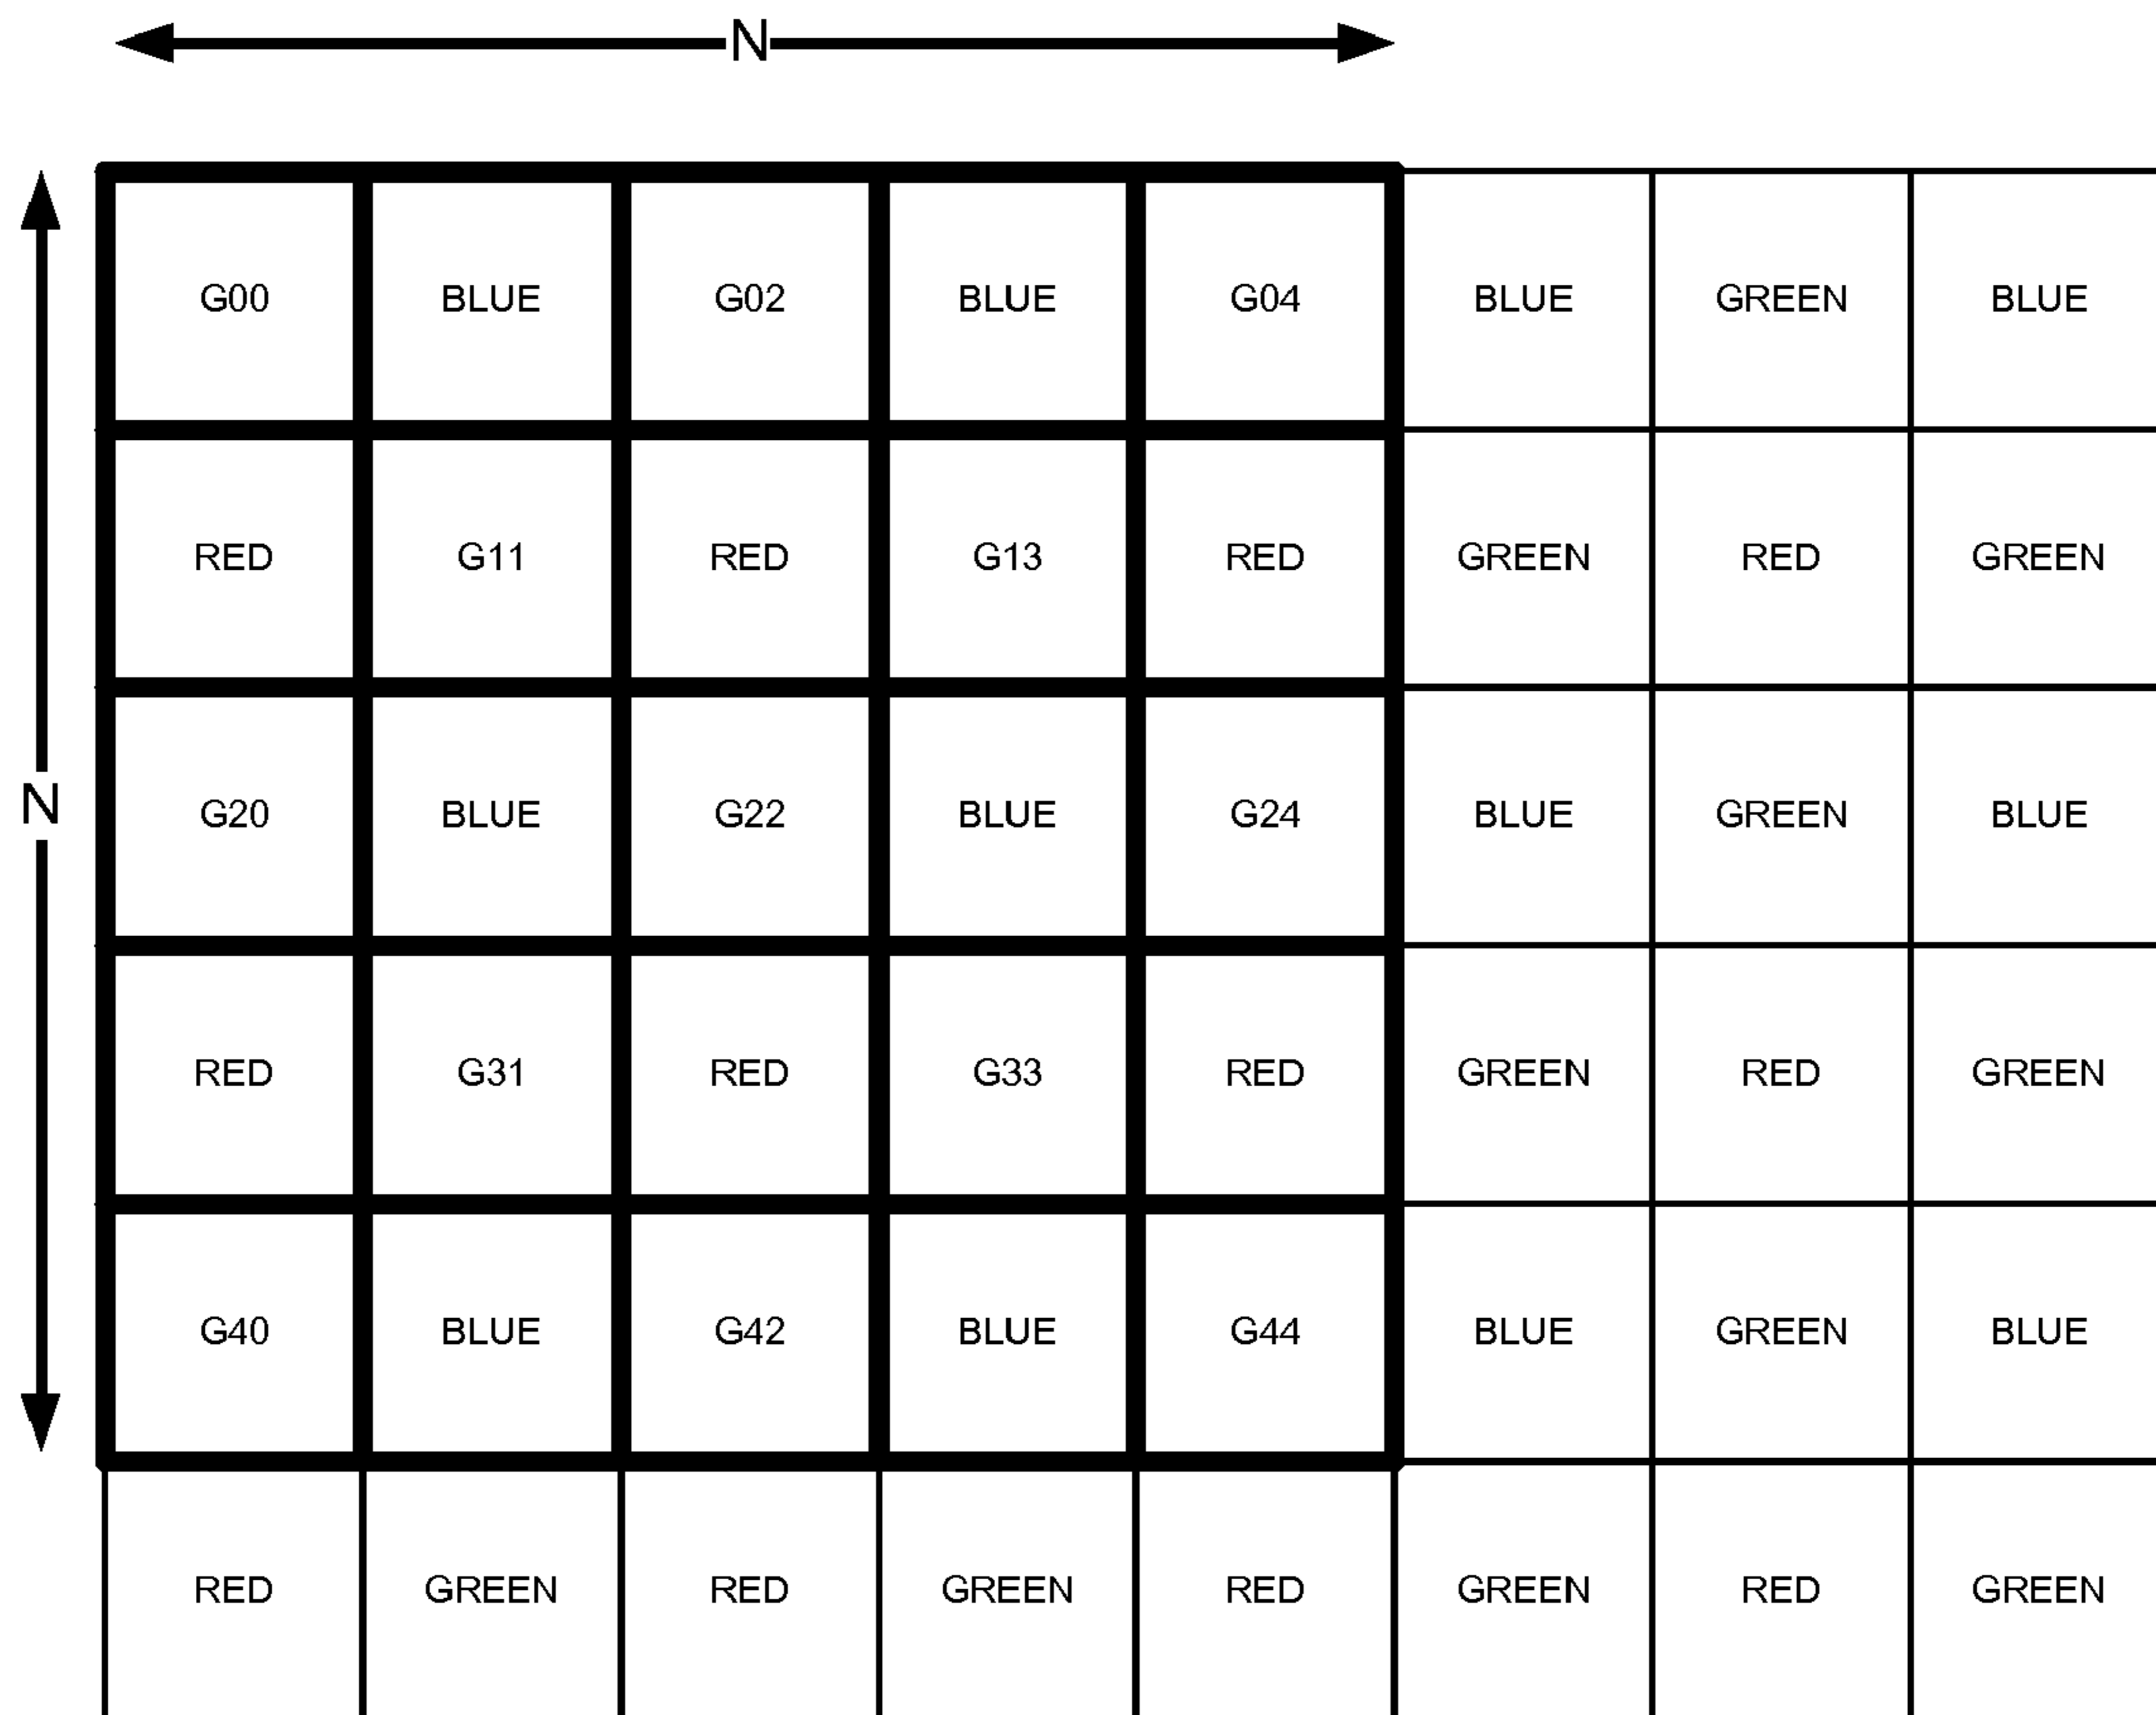 N
G00 BLUE G02 BLUE G04 BLUE GREEN BLUE
RED G11 RED G13 RED GREEN RED GREEN
N
G20 BLUE G22 BLUE G24 BLUE GREEN BLUE
RED G31 RED G33 RED GREEN RED GREEN
G40 BLUE G42 BLUE G44 BLUE GREEN BLUE
RED GREEN RED GREEN RED GREEN RED GREEN